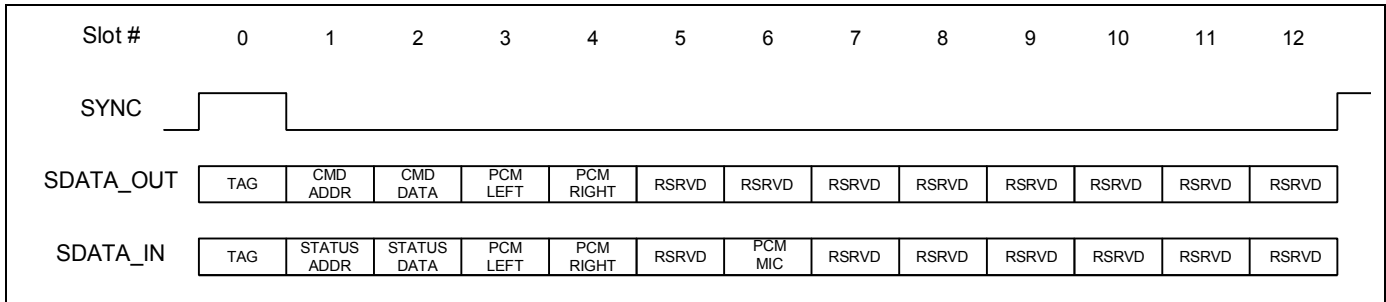 Slot # 0 1 2 3 4 5 6 7 8 9 10 11 12
SYNC
SDATA_OUT TAG CMD ADDR CMD DATA PCM LEFT PCM RIGHT RSRVD RSRVD RSRVD RSRVD RSRVD RSRVD RSRVD RSRVD
SDATA_IN TAG STATUS ADDR STATUS DATA PCM LEFT PCM RIGHT RSRVD PCM MIC RSRVD RSRVD RSRVD RSRVD RSRVD RSRVD